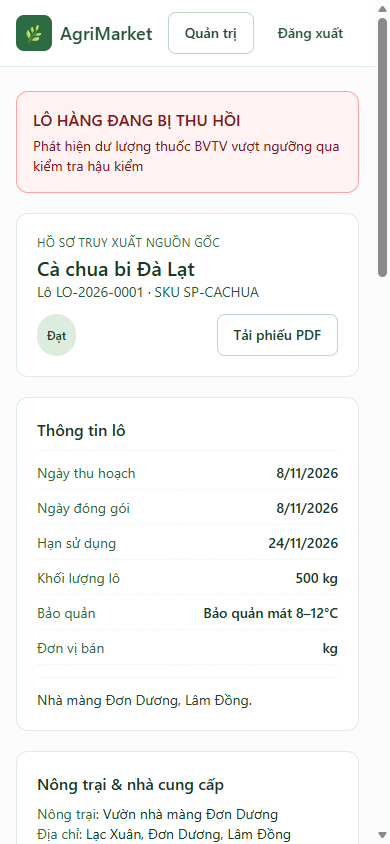 AgriMarket
Quản trị
Đăng xuất
LÔ HÀNG ĐANG BỊ THU HỒI
Phát hiện dư lượng thuốc BVTV vượt ngưỡng qua
kiểm tra hậu kiểm
HỒ SƠ TRUY XUẤT NGUỒN GỐC
Cà chua bi Đà Lạt
Lô LO-2026-0001 · SKU SP-CACHUA
Đạt
Tải phiếu PDF
Thông tin lô
Ngày thu hoạch 8/11/2026
Ngày đóng gói 8/11/2026
Hạn sử dụng 24/11/2026
Khối lượng lô 500 kg
Bảo quản Bảo quản mát 8–12°C
Đơn vị bán kg
Nhà màng Đơn Dương, Lâm Đồng.
Nông trại & nhà cung cấp
Nông trại: Vườn nhà màng Đơn Dương
Địa chỉ: Lạc Xuân, Đơn Dương, Lâm Đồng